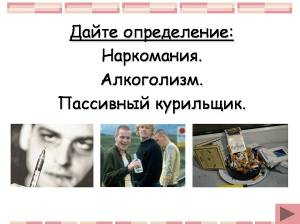 Дайте определение:
Наркомания.
Алкоголизм.
Пассивный курильщик.